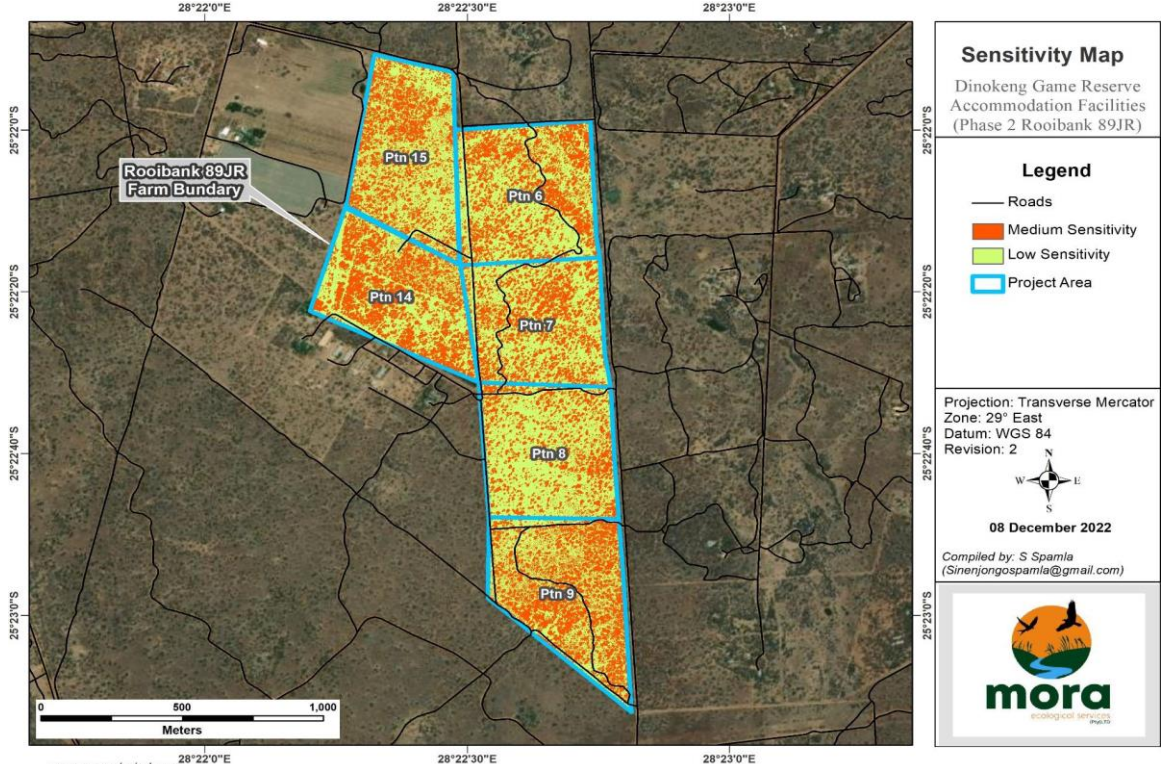 28°22'0"E
28°22'30"E
28°23'0"E
25°22'0"S
25°22'20"S
25°22'40"S
25°23'0"S
Rooibank 89JR
Farm Bundary
Ptn 15
Ptn 6
Ptn 14
Ptn 7
Ptn 8
Ptn 9
0 500 1,000
Meters
25°22'0"S
25°22'20"S
25°22'40"S
25°23'0"S
28°22'0"E
28°22'30"E
28°23'0"E
Sensitivity Map
Dinokeng Game Reserve
Accommodation Facilities
(Phase 2 Rooibank 89JR)
Legend
Roads
Medium Sensitivity
Low Sensitivity
Project Area
Projection: Transverse Mercator
Zone: 29° East
Datum: WGS 84
Revision: 2
N
W E
S
08 December 2022
Compiled by: S Spamla
(Sinenjongospamla@gmail.com)
mora
ecological services